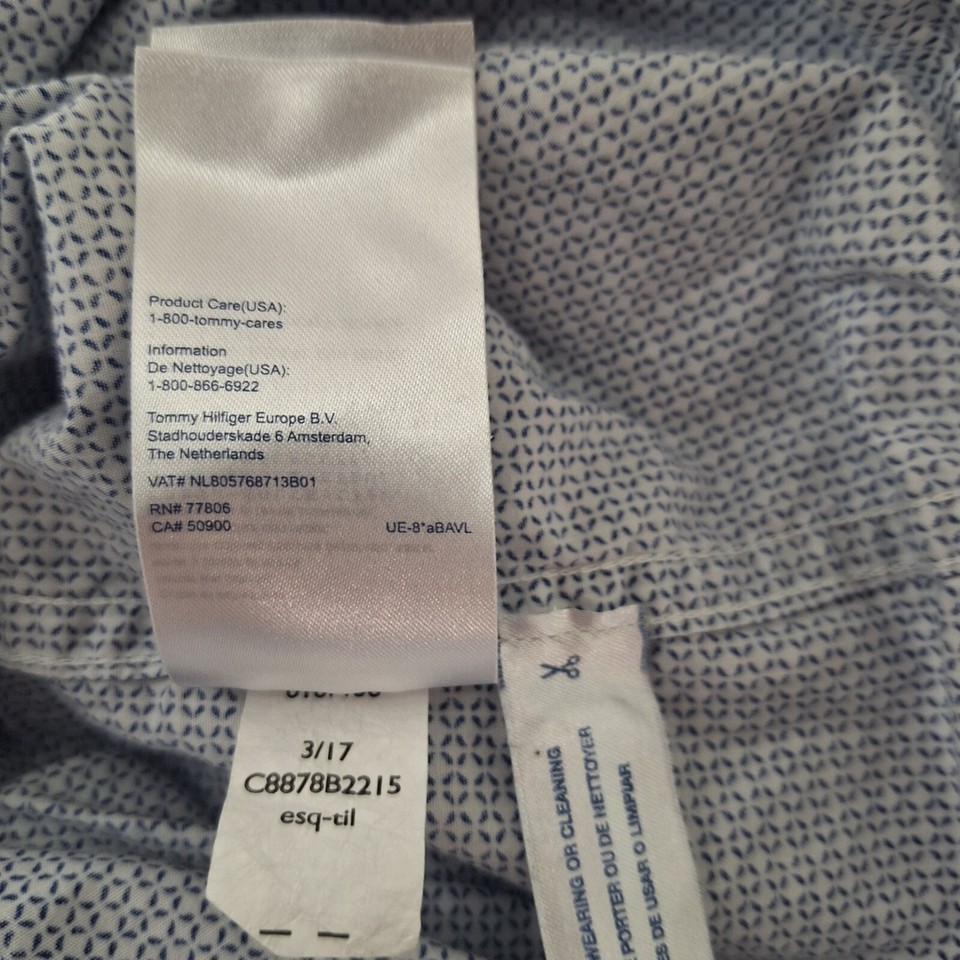 Product Care(USA):
1-800-tommy-cares
Information
De Nettoyage(USA):
1-800-866-6922
Tommy Hilfiger Europe B.V.
Stadhouderskade 6 Amsterdam,
The Netherlands
VAT# NL805768713B01
RN# 77806
CA# 50900
UE-8*aBAVL
3/17
C8878B2215
esq-til
WEARING OR CLEANING
PORTER OU DE NETTOYER
DE USAR O LIMPIAR